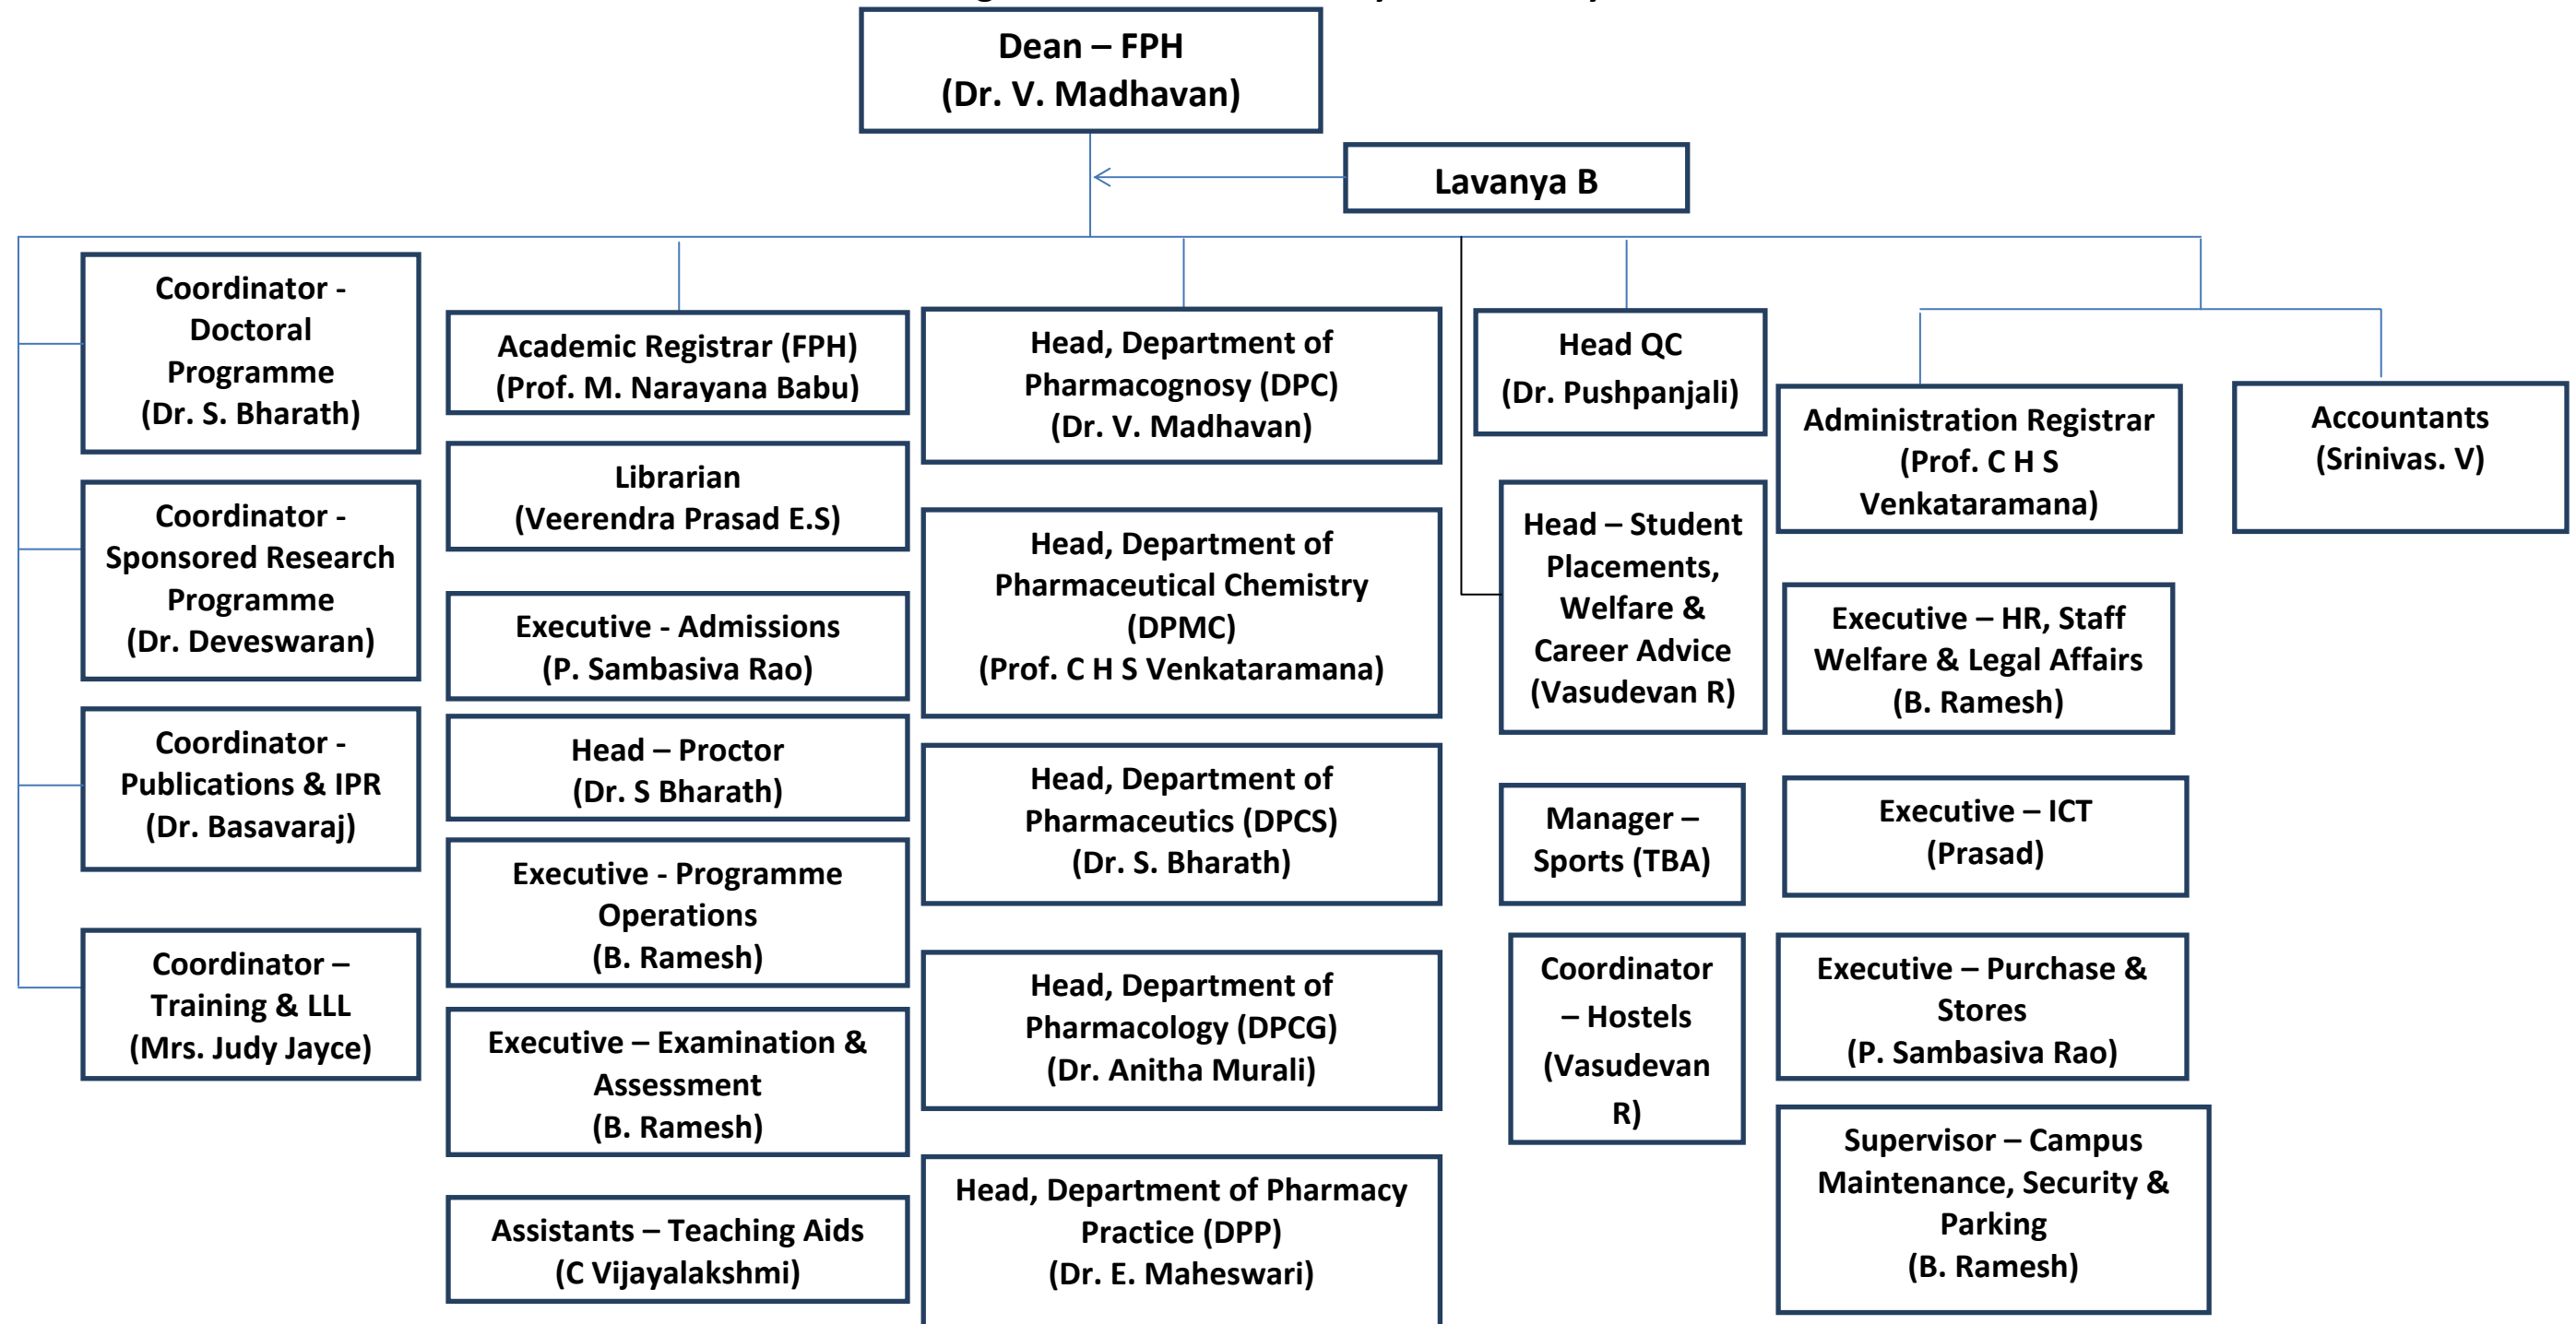 Dean – FPH
(Dr. V. Madhavan)
Lavanya B
Coordinator -
Doctoral
Programme
(Dr. S. Bharath)
Coordinator -
Sponsored Research
Programme
(Dr. Deveswaran)
Coordinator -
Publications & IPR
(Dr. Basavaraj)
Coordinator –
Training & LLL
(Mrs. Judy Jayce)
Academic Registrar (FPH)
(Prof. M. Narayana Babu)
Librarian
(Veerendra Prasad E.S)
Executive - Admissions
(P. Sambasiva Rao)
Head – Proctor
(Dr. S Bharath)
Executive - Programme
Operations
(B. Ramesh)
Executive – Examination &
Assessment
(B. Ramesh)
Assistants – Teaching Aids
(C Vijayalakshmi)
Head, Department of
Pharmacognosy (DPC)
(Dr. V. Madhavan)
Head, Department of
Pharmaceutical Chemistry
(DPMC)
(Prof. C H S Venkataramana)
Head, Department of
Pharmaceutics (DPCS)
(Dr. S. Bharath)
Head, Department of
Pharmacology (DPCG)
(Dr. Anitha Murali)
Head, Department of Pharmacy
Practice (DPP)
(Dr. E. Maheswari)
Head QC
(Dr. Pushpanjali)
Head – Student
Placements,
Welfare &
Career Advice
(Vasudevan R)
Manager –
Sports (TBA)
Coordinator
– Hostels
(Vasudevan
R)
Administration Registrar
(Prof. C H S
Venkataramana)
Executive – HR, Staff
Welfare & Legal Affairs
(B. Ramesh)
Executive – ICT
(Prasad)
Executive – Purchase &
Stores
(P. Sambasiva Rao)
Supervisor – Campus
Maintenance, Security &
Parking
(B. Ramesh)
Accountants
(Srinivas. V)